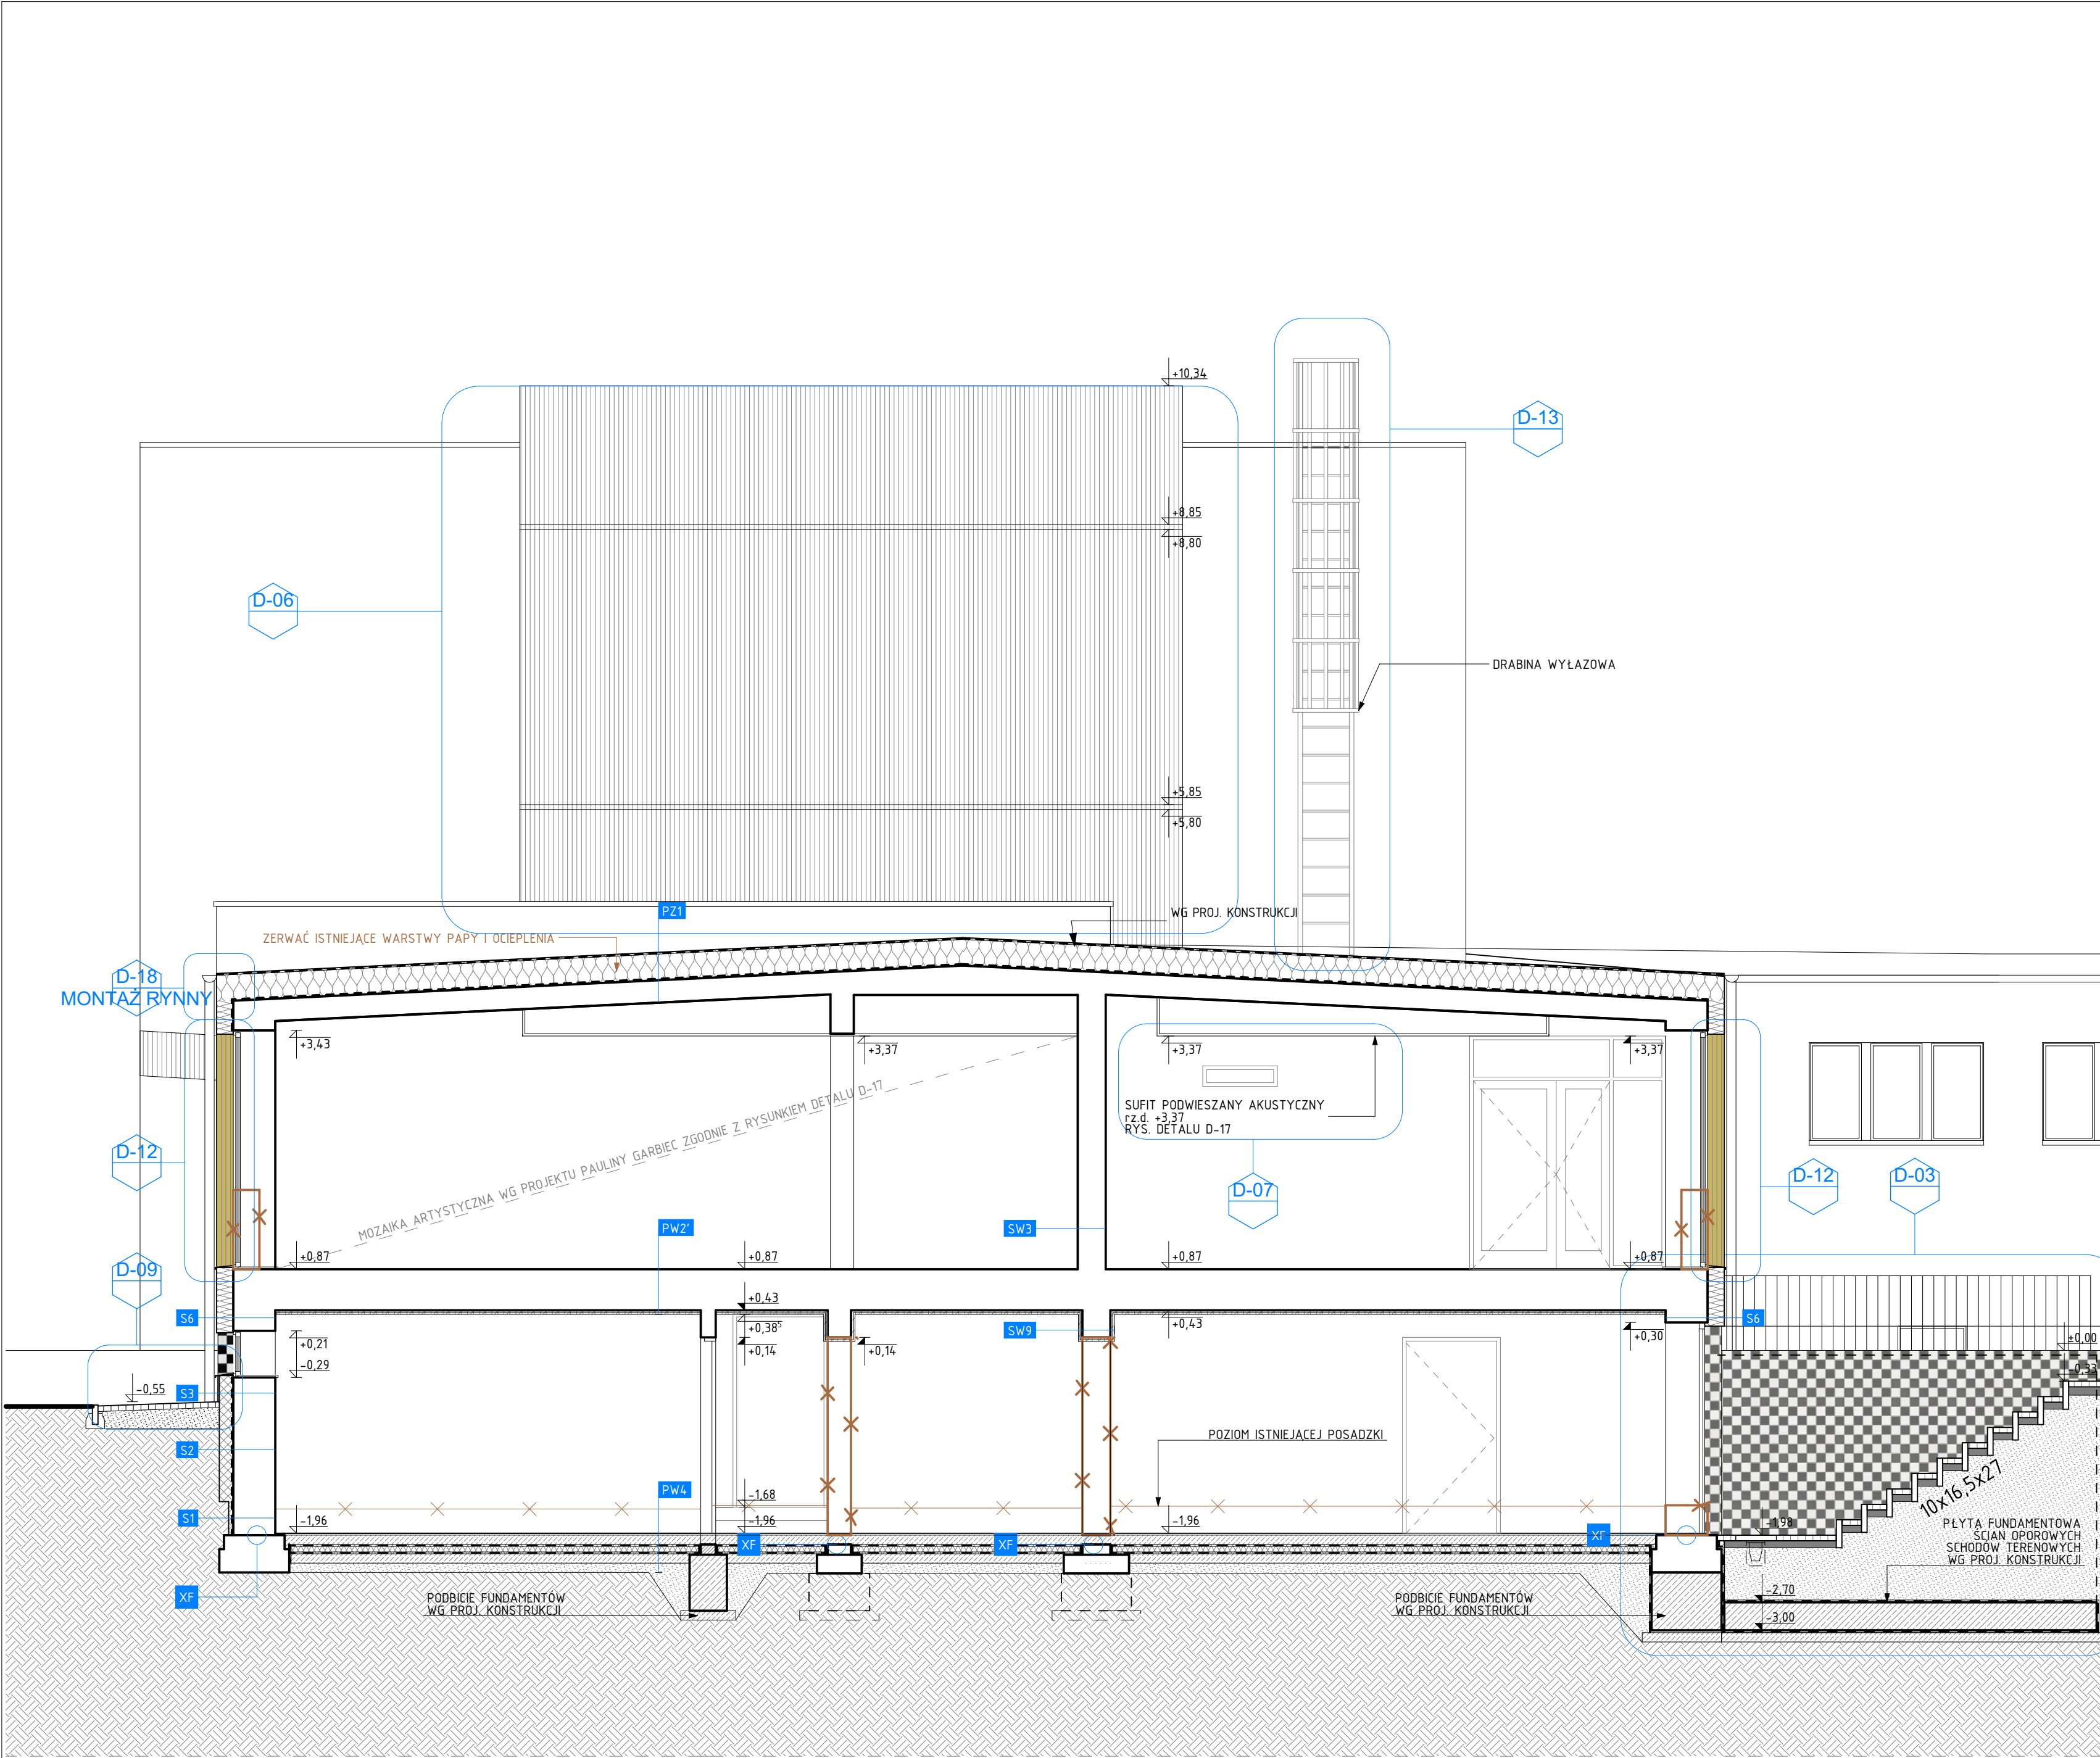 +10,34
D-13
+8,85
+8,80
D-06
DRABINA WYŁAZOWA
+5,85
+5,80
PZ1
WG PROJ. KONSTRUKCJI
ZERWAĆ ISTNIEJĄCE WARSTWY PAPY I OCIEPLENIA
D-18
MONTAŻ RYNNY
+3,43
+3,37
+3,37
+3,37
SUFIT PODWIESZANY AKUSTYCZNY
rz.d. +3,37
RYS. DETALU D-17
MOZAIKA ARTYSTYCZNA WG PROJEKTU PAULINY GARBIEC ZGODNIE Z RYSUNKIEM DETALU D-17
D-12
D-07
D-12
D-03
PW2'
SW3
+0,87
+0,87
+0,87
+0,87
D-09
+0,43
S6
+0,38⁵
SW9
+0,43
S6
+0,21
+0,14
+0,14
+0,30
±0,00
-0,29
-0,33
-0,55
S3
POZIOM ISTNIEJĄCEJ POSADZKI
S2
PW4
-1,68
10x16,5x27
S1
-1,96
-1,96
-1,96
-1,98
XF
XF
XF
PŁYTA FUNDAMENTOWA
ŚCIAN OPOROWYCH
SCHODÓW TERENOWYCH
WG PROJ. KONSTRUKCJI
XF
PODBICIE FUNDAMENTÓW
WG PROJ. KONSTRUKCJI
PODBICIE FUNDAMENTÓW
WG PROJ. KONSTRUKCJI
-2,70
-3,00